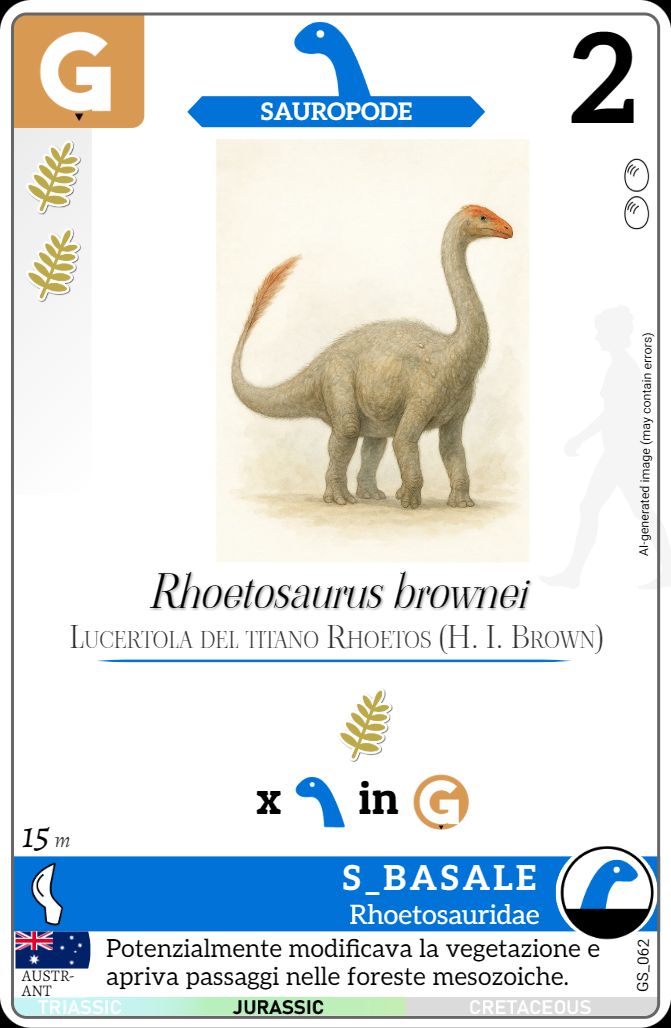 G
SAUROPODE
2
AI-generated image (may contain errors)
Rhoetosaurus brownei
Lucertola del titano Rhoetos (H. I. Brown)
x in G
15 m
S_BASALE
Rhoetosauridae
AUSTR-
ANT
Potenzialmente modificava la vegetazione e
apriva passaggi nelle foreste mesozoiche.
GS_062
TRIASSIC JURASSIC CRETACEOUS